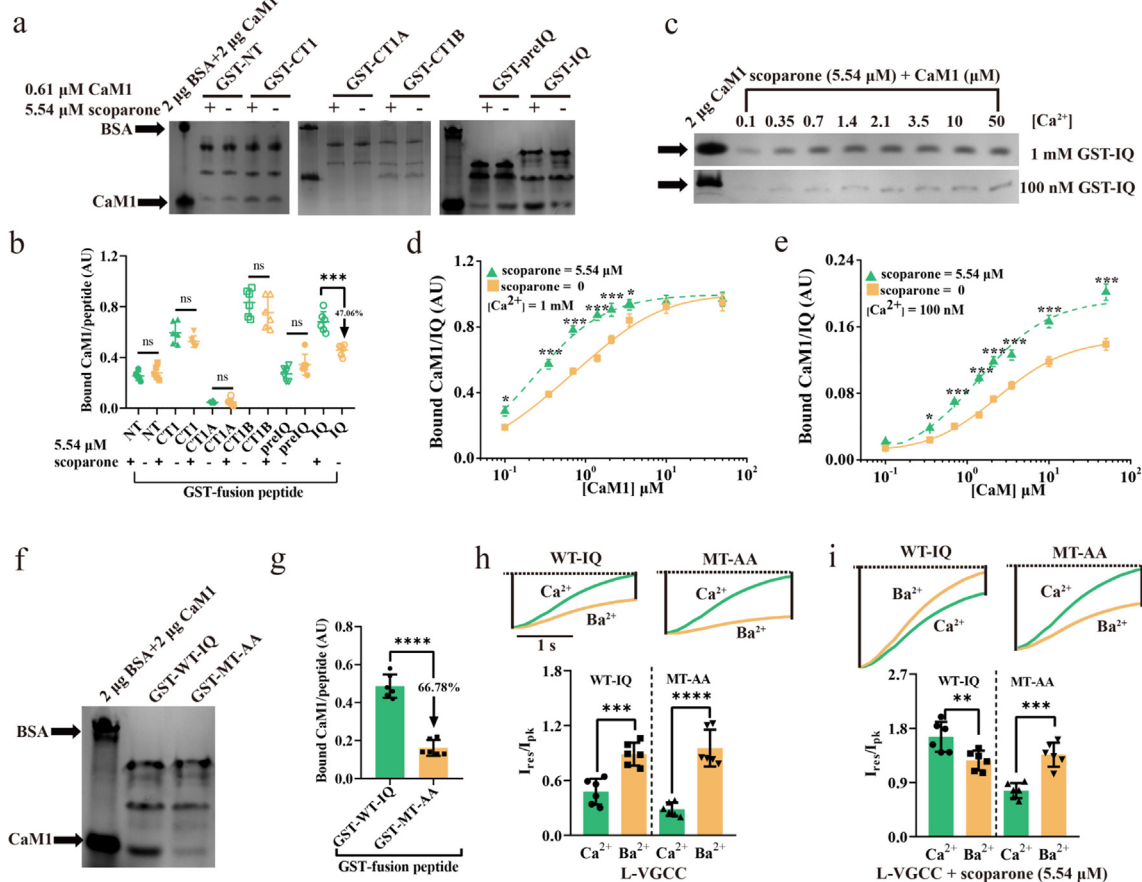 a
2 µg BSA+2 µg CaM1
GST-NT
GST-CT1
GST-CT1A
GST-CT1B
GST-preIQ
GST-IQ
0.61 µM CaM1
5.54 µM scoparone
+ - + -
+ - + -
+ - + -
BSA
CaM1
c
2 µg CaM1
scoparone (5.54 µM) + CaM1 (µM)
0.1 0.35 0.7 1.4 2.1 3.5 10 50
[Ca²⁺]
1 mM GST-IQ
100 nM GST-IQ
b
Bound CaM1/peptide (AU)
1.2
0.8
0.4
0.0
ns
ns
ns
ns
ns
***
47.06%
NT NT CT1 CT1 CT1A CT1A CT1B CT1B preIQ preIQ IQ IQ
5.54 µM
scoparone
+ - + - + - + - + -
GST-fusion peptide
d
Bound CaM1/IQ (AU)
1.2
0.8
0.4
0.0
scoparone = 5.54 µM
scoparone = 0
[Ca²⁺] = 1 mM
* *** *** *** *** *
10⁻¹ 10⁰ 10¹ 10²
[CaM1] µM
e
Bound CaM1/IQ (AU)
0.24
0.16
0.08
0.00
scoparone = 5.54 µM
scoparone = 0
[Ca²⁺] = 100 nM
* *** *** *** *** *** ***
10⁻¹ 10⁰ 10¹ 10²
[CaM] µM
f
2 µg BSA+2 µg CaM1
GST-WT-IQ
GST-MT-AA
BSA
CaM1
g
Bound CaM1/peptide (AU)
0.8
0.6
0.4
0.2
0.0
****
66.78%
GST-WT-IQ
GST-MT-AA
GST-fusion peptide
h
WT-IQ
MT-AA
Ca²⁺
Ba²⁺
Ca²⁺
Ba²⁺
1 s
I_res/I_pk
1.8
1.2
0.6
0.0
WT-IQ
MT-AA
***
****
Ca²⁺ Ba²⁺ Ca²⁺ Ba²⁺
L-VGCC
i
WT-IQ
MT-AA
Ba²⁺
Ca²⁺
Ca²⁺
Ba²⁺
I_res/I_pk
2.7
1.8
0.9
0.0
WT-IQ
MT-AA
**
***
Ca²⁺ Ba²⁺ Ca²⁺ Ba²⁺
L-VGCC + scoparone (5.54 µM)